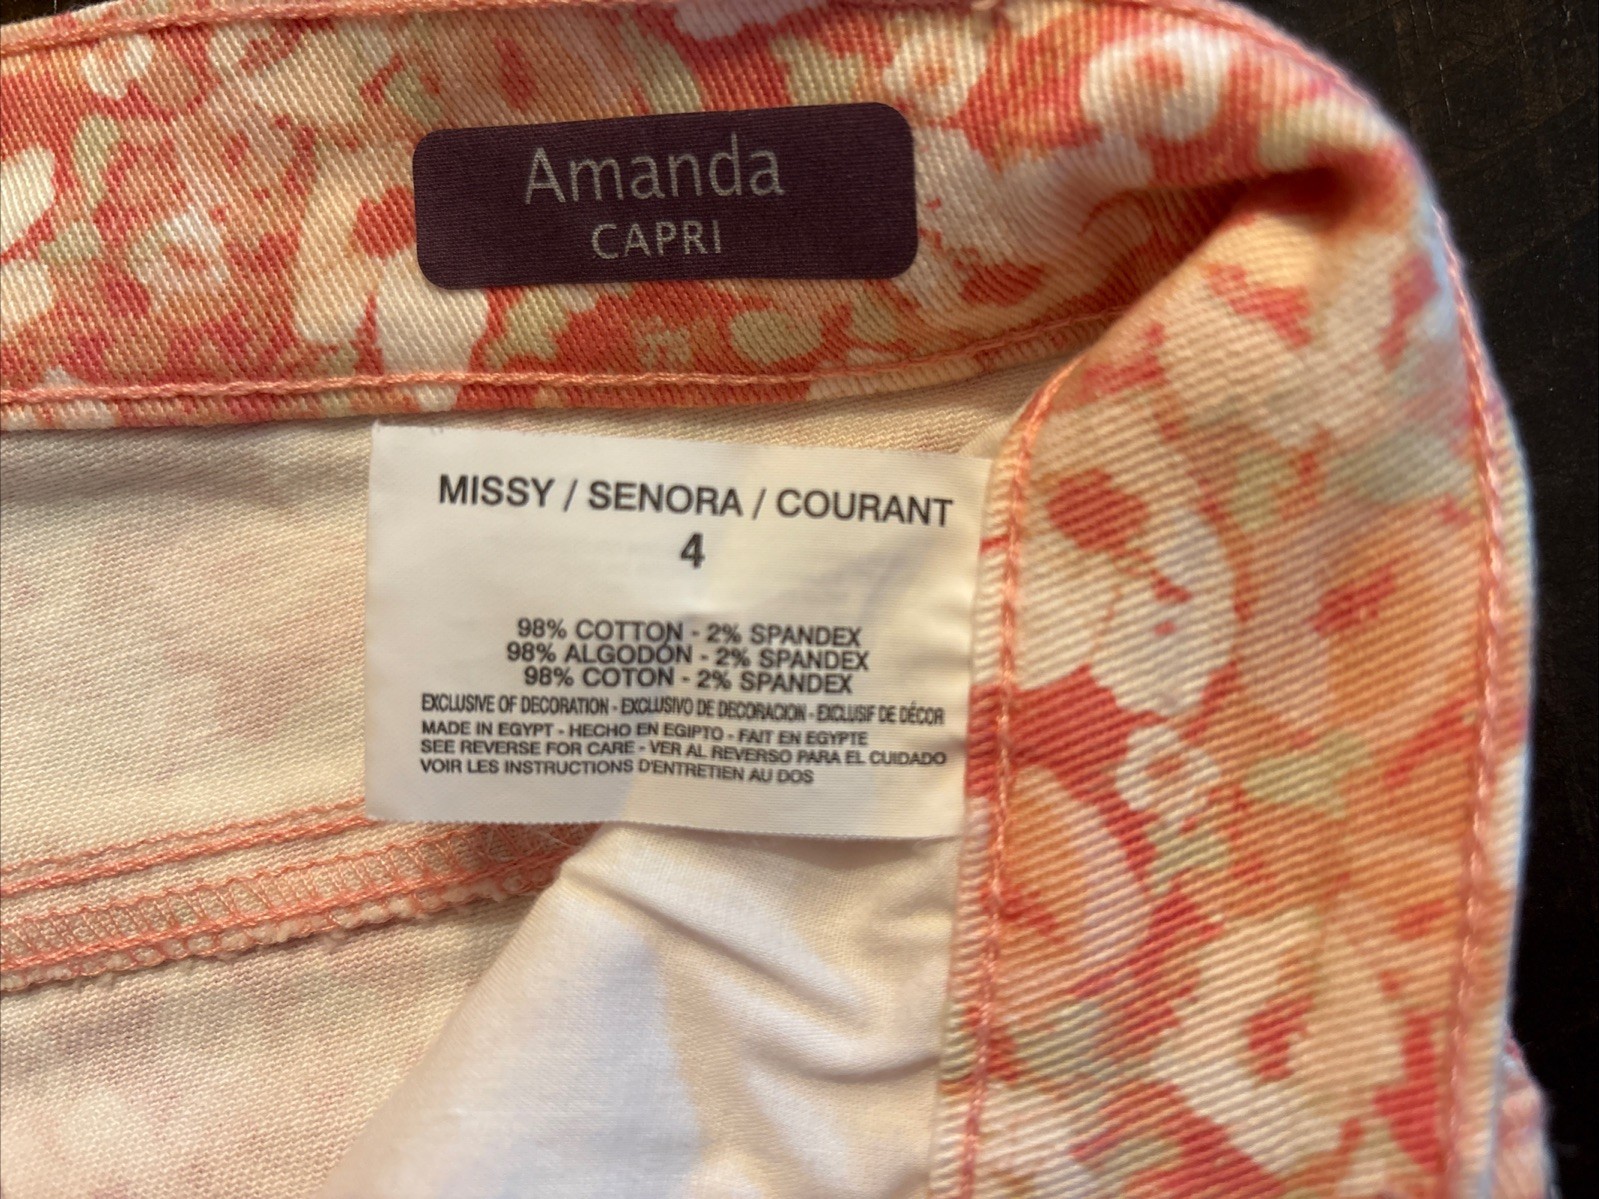 Amanda
CAPRI
MISSY / SENORA / COURANT
4
98% COTTON - 2% SPANDEX
98% ALGODÓN - 2% SPANDEX
98% COTON - 2% SPANDEX
EXCLUSIVE OF DECORATION - EXCLUSIVO DE DECORACION - EXCLUSIF DE DÉCOR
MADE IN EGYPT - HECHO EN EGIPTO - FAIT EN EGYPTE
SEE REVERSE FOR CARE - VER AL REVERSO PARA EL CUIDADO
VOIR LES INSTRUCTIONS D'ENTRETIEN AU DOS